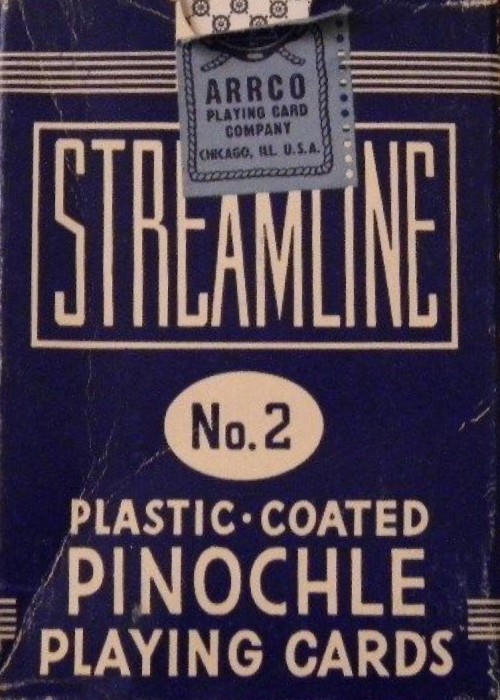 ARRCO
PLAYING CARD
COMPANY
CHICAGO, ILL. U.S.A.
STREAMLINE
No.2
PLASTIC·COATED
PINOCHLE
PLAYING CARDS